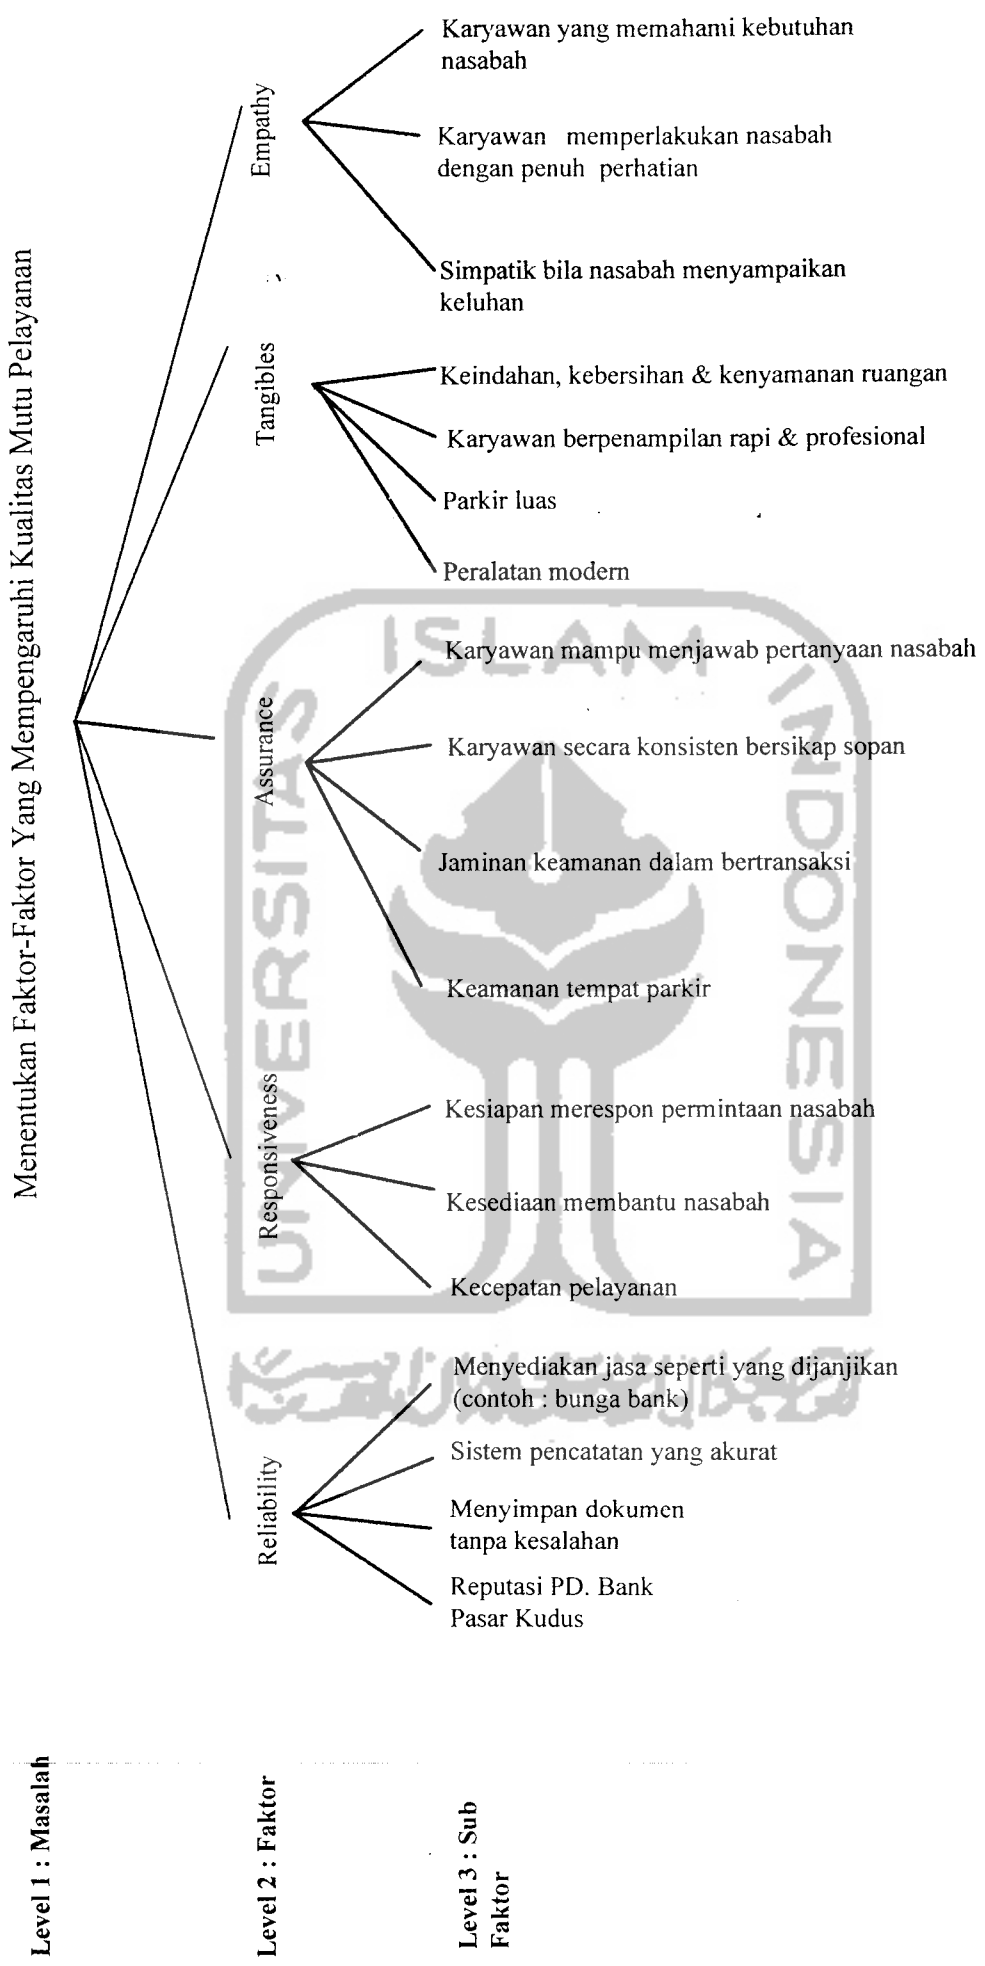 Menentukan Faktor-Faktor Yang Mempengaruhi Kualitas Mutu Pelayanan
Empathy
Karyawan yang memahami kebutuhan
nasabah
Karyawan memperlakukan nasabah
dengan penuh perhatian
Simpatik bila nasabah menyampaikan
keluhan
Tangibles
Keindahan, kebersihan & kenyamanan ruangan
Karyawan berpenampilan rapi & profesional
Parkir luas
Peralatan modern
Assurance
Karyawan mampu menjawab pertanyaan nasabah
Karyawan secara konsisten bersikap sopan
Jaminan keamanan dalam bertransaksi
Keamanan tempat parkir
Responsiveness
Kesiapan merespon permintaan nasabah
Kesediaan membantu nasabah
Kecepatan pelayanan
Reliability
Menyediakan jasa seperti yang dijanjikan
(contoh : bunga bank)
Sistem pencatatan yang akurat
Menyimpan dokumen
tanpa kesalahan
Reputasi PD. Bank
Pasar Kudus
Level 1 : Masalah
Level 2 : Faktor
Level 3 : Sub
Faktor
UNIVERSITAS
ISLAM
INDONESIA